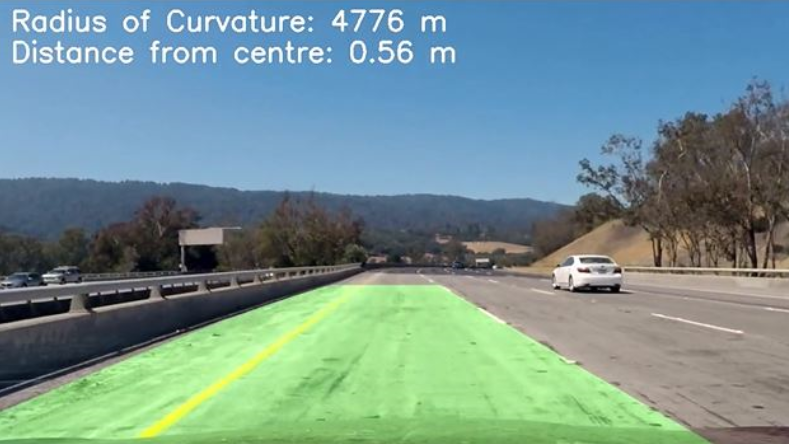 Radius of Curvature: 4776 m
Distance from centre: 0.56 m